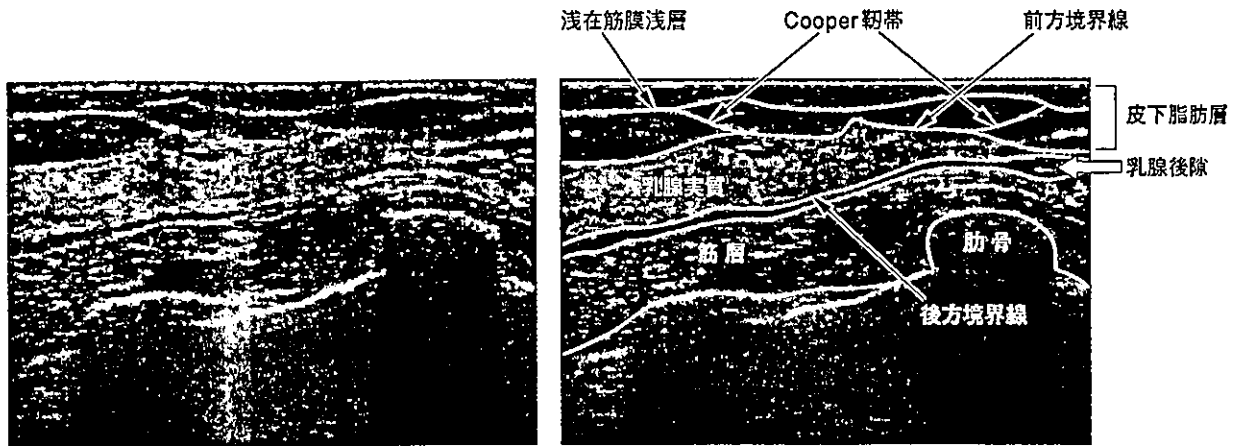 浅在筋膜浅層
Cooper靭帯
前方境界線
皮下脂肪層
乳腺後隙
乳腺実質
筋層
肋骨
後方境界線